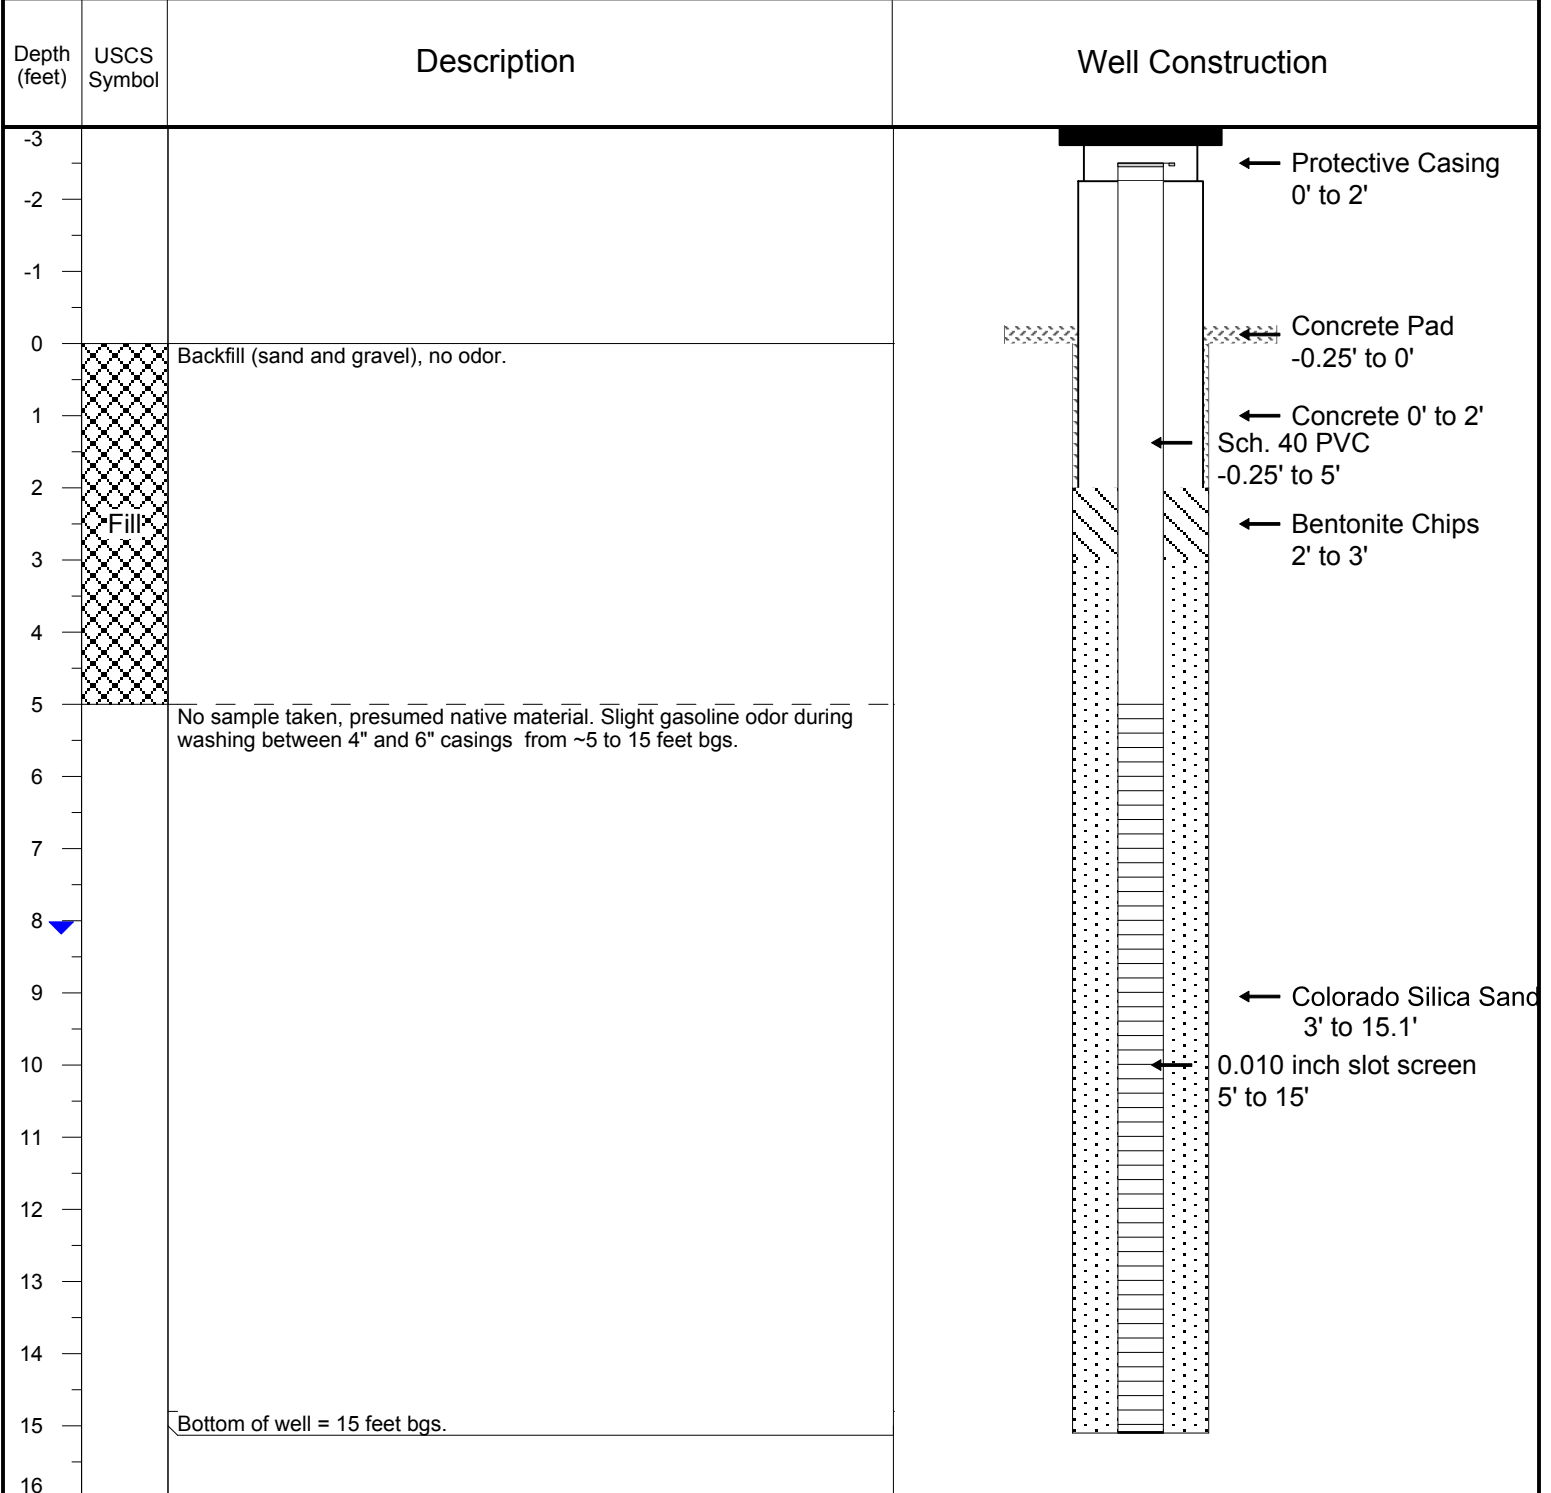 Depth
(feet)
USCS
Symbol
Description
Well Construction
-3
-2
-1
0
1
2
3
4
5
6
7
8
9
10
11
12
13
14
15
16
Fill
Backfill (sand and gravel), no odor.
No sample taken, presumed native material. Slight gasoline odor during
washing between 4" and 6" casings from ~5 to 15 feet bgs.
Bottom of well = 15 feet bgs.
Protective Casing
0' to 2'
Concrete Pad
-0.25' to 0'
Concrete 0' to 2'
Sch. 40 PVC
-0.25' to 5'
Bentonite Chips
2' to 3'
Colorado Silica Sand
3' to 15.1'
0.010 inch slot screen
5' to 15'